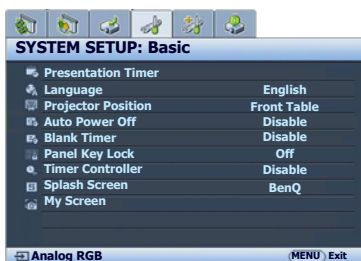 SYSTEM SETUP: Basic
Presentation Timer
Language English
Projector Position Front Table
Auto Power Off Disable
Blank Timer Disable
Panel Key Lock Off
Timer Controller Disable
Splash Screen BenQ
My Screen
Analog RGB MENU Exit